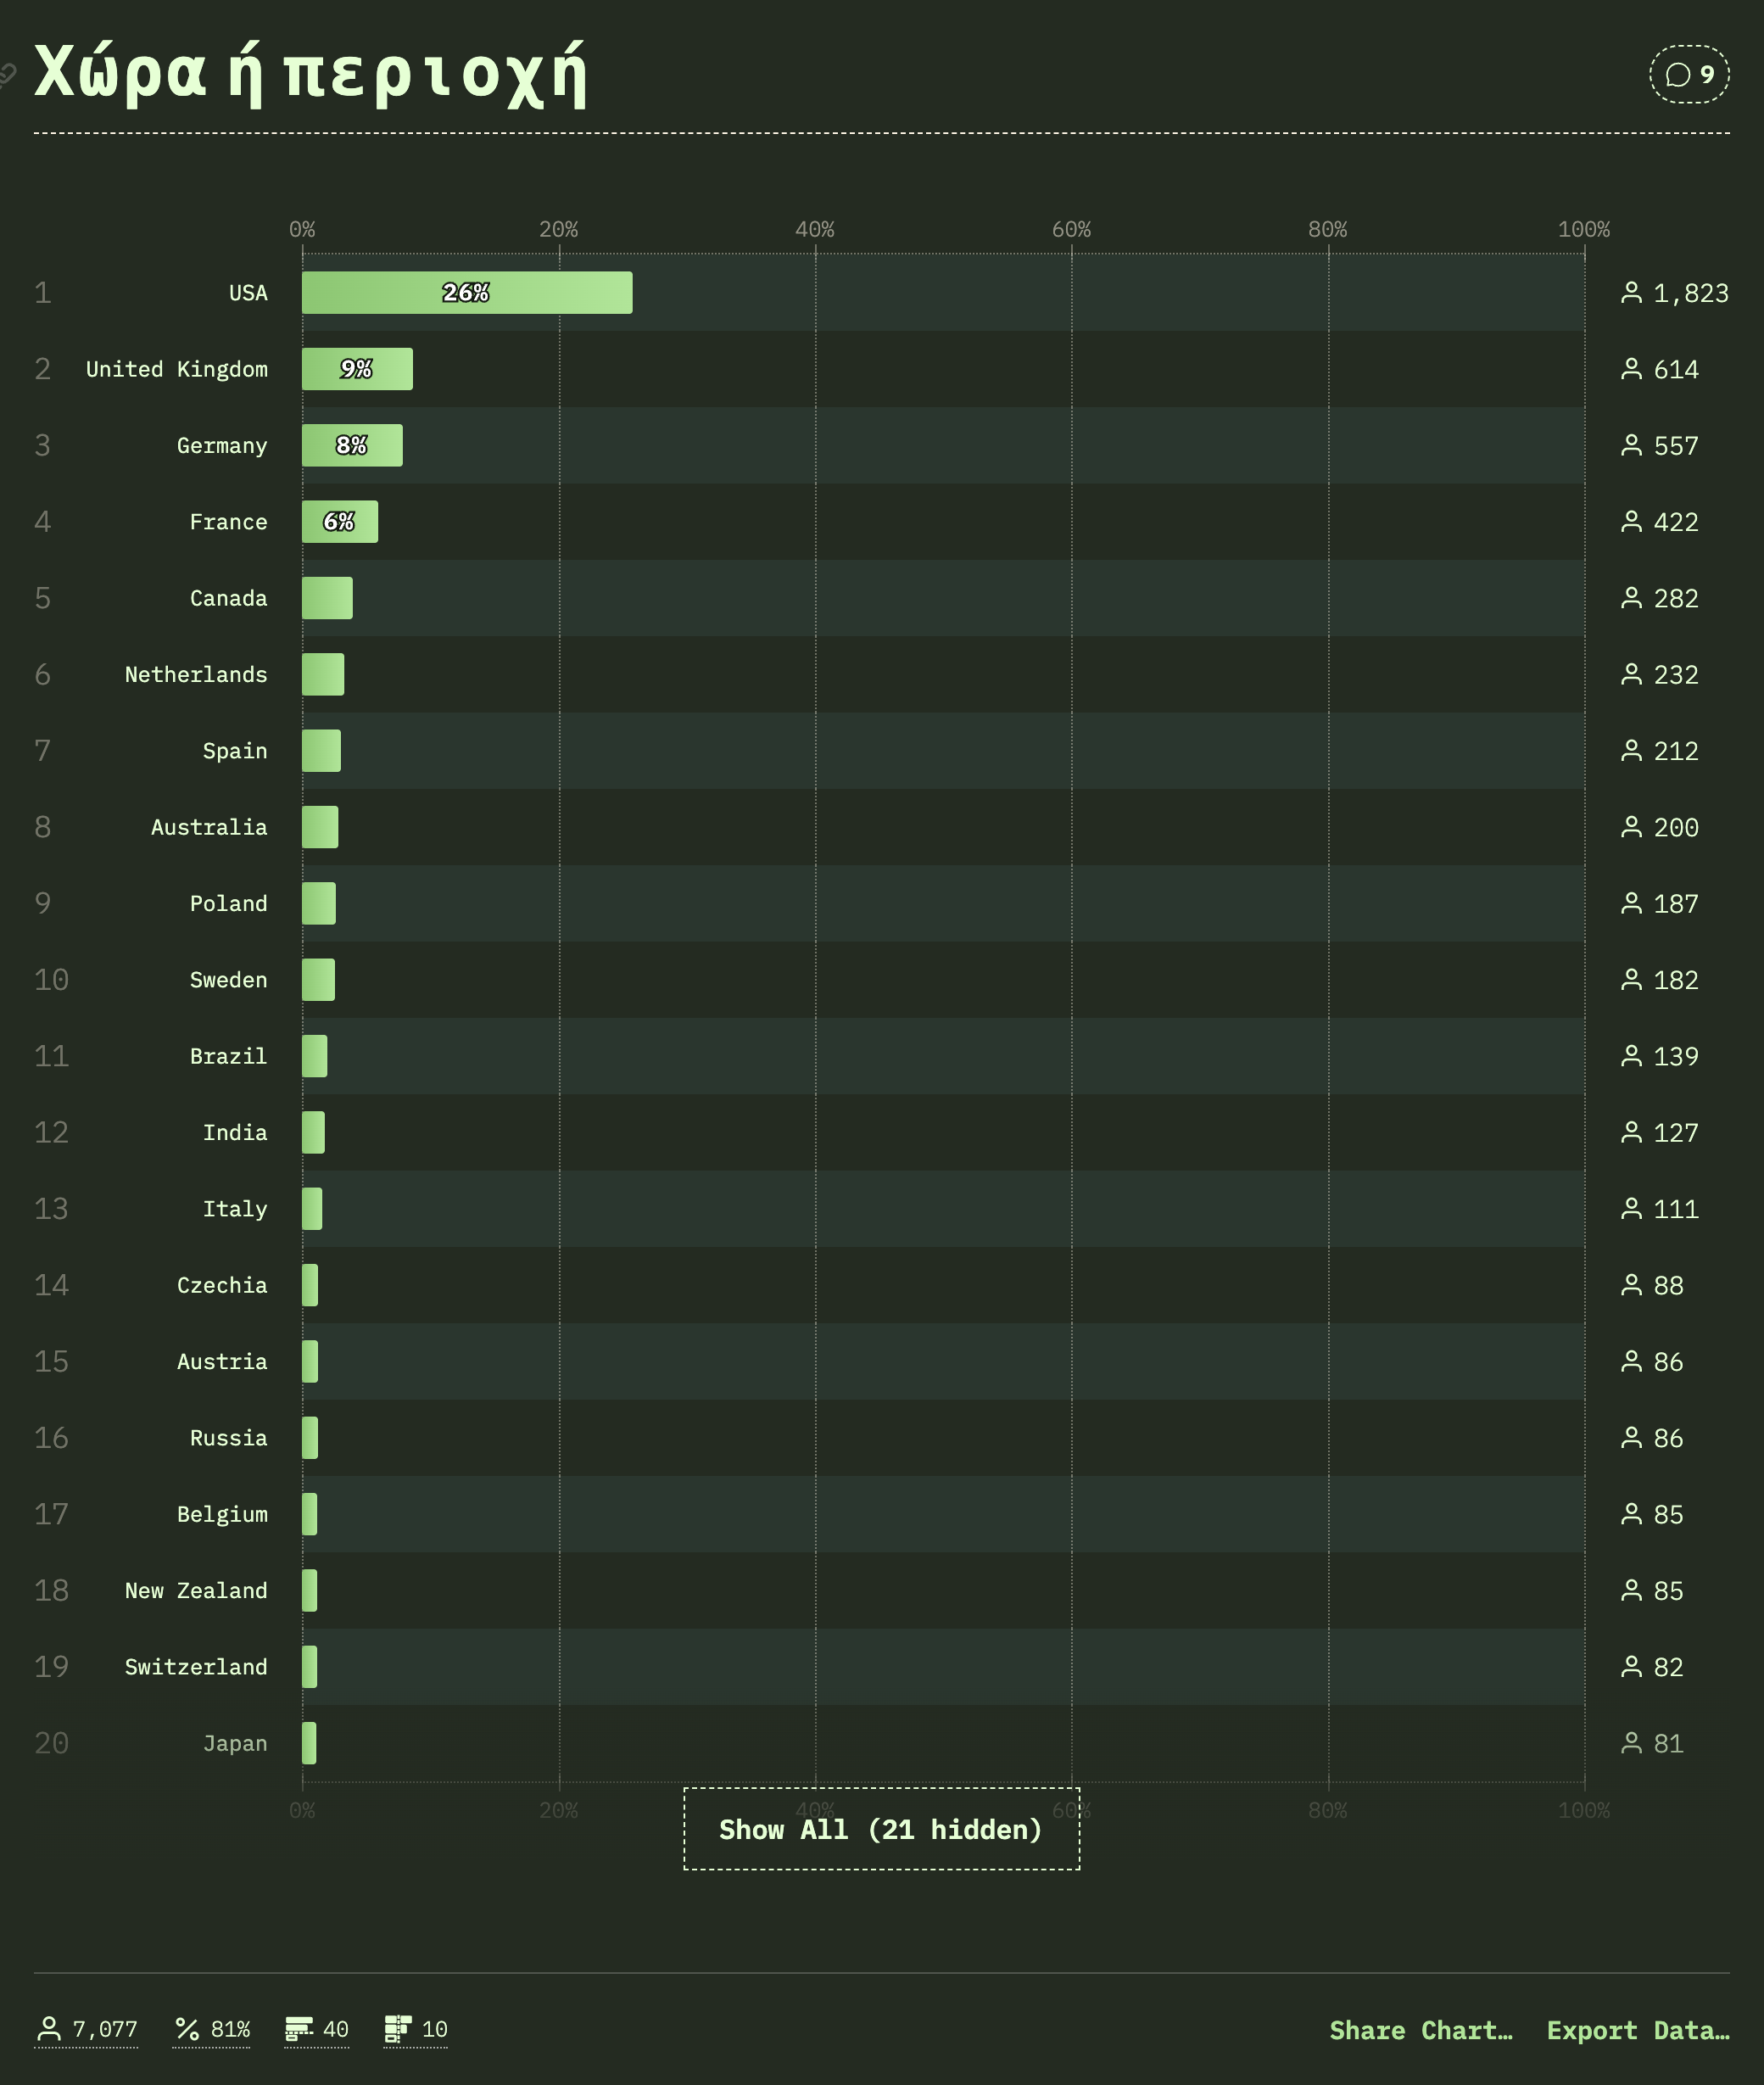 Χώρα ή περιοχή
9
0% 20% 40% 60% 80% 100%
1 USA 26% 1,823
2 United Kingdom 9% 614
3 Germany 8% 557
4 France 6% 422
5 Canada 282
6 Netherlands 232
7 Spain 212
8 Australia 200
9 Poland 187
10 Sweden 182
11 Brazil 139
12 India 127
13 Italy 111
14 Czechia 88
15 Austria 86
16 Russia 86
17 Belgium 85
18 New Zealand 85
19 Switzerland 82
20 Japan 81
0% 20% 40% 60% 80% 100%
Show All (21 hidden)
7,077 81% 40 10 Share Chart… Export Data…